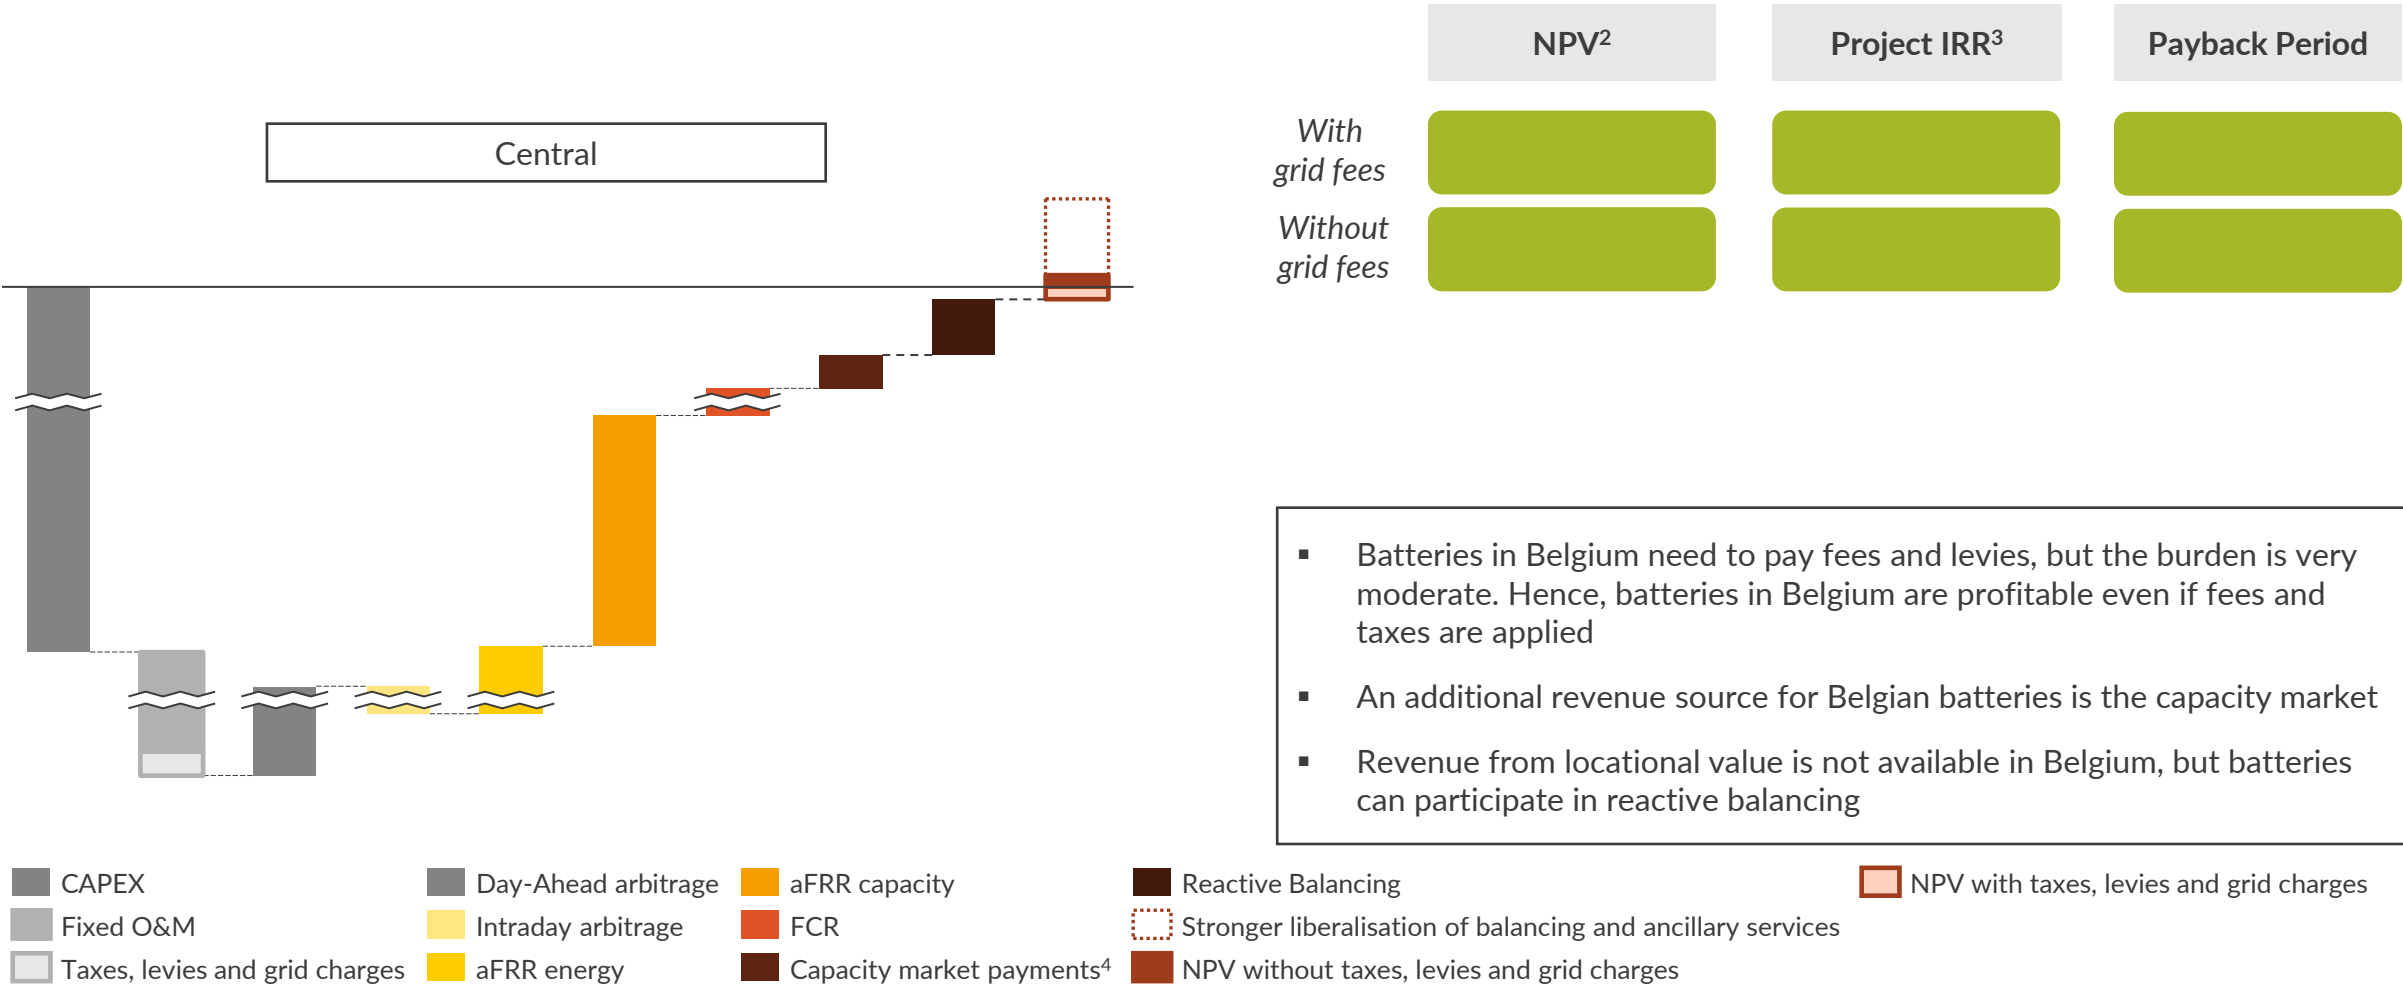 NPV²
Project IRR³
Payback Period
With
grid fees
Without
grid fees
Central
▪ Batteries in Belgium need to pay fees and levies, but the burden is very
moderate. Hence, batteries in Belgium are profitable even if fees and
taxes are applied
▪ An additional revenue source for Belgian batteries is the capacity market
▪ Revenue from locational value is not available in Belgium, but batteries
can participate in reactive balancing
CAPEX
Fixed O&M
Taxes, levies and grid charges
Day-Ahead arbitrage
Intraday arbitrage
aFRR energy
aFRR capacity
FCR
Capacity market payments⁴
Reactive Balancing
Stronger liberalisation of balancing and ancillary services
NPV without taxes, levies and grid charges
NPV with taxes, levies and grid charges